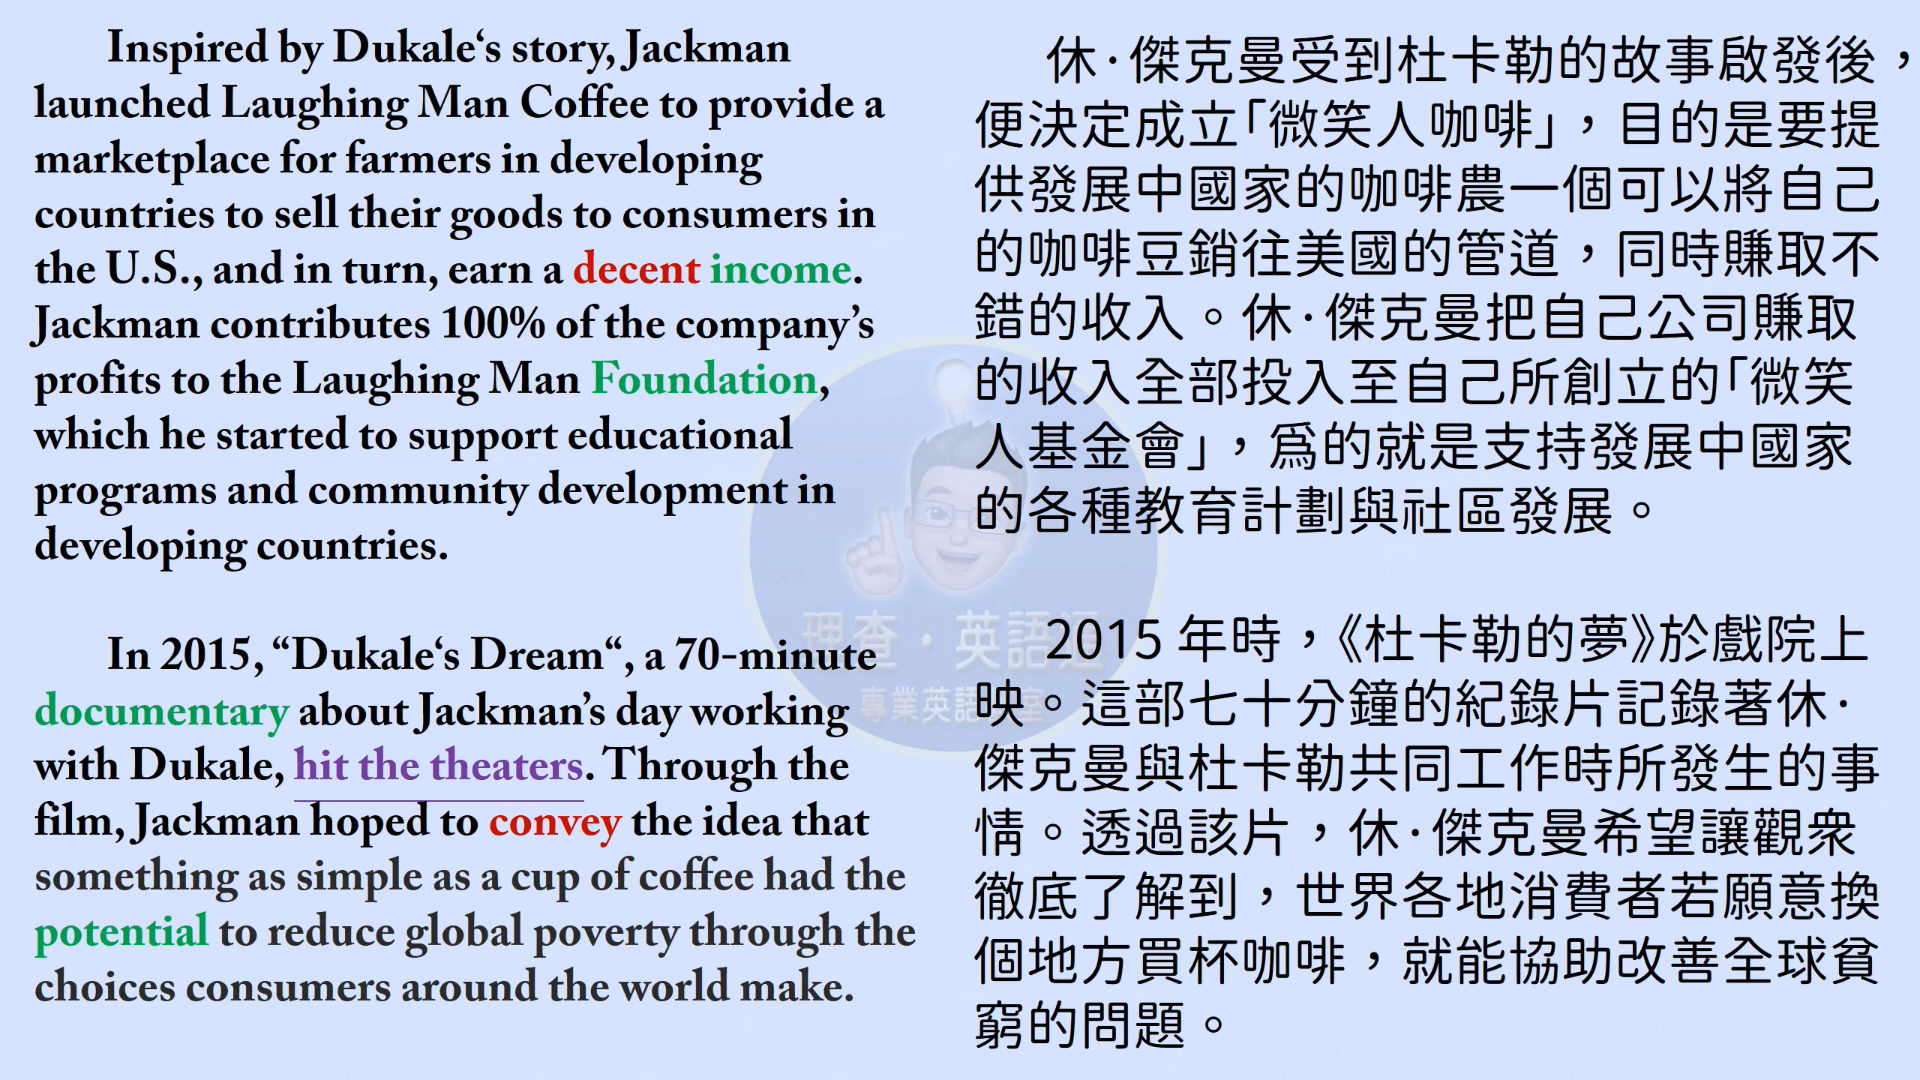 Inspired by Dukale‘s story, Jackman
launched Laughing Man Coffee to provide a
marketplace for farmers in developing
countries to sell their goods to consumers in
the U.S., and in turn, earn a decent income.
Jackman contributes 100% of the company’s
profits to the Laughing Man Foundation,
which he started to support educational
programs and community development in
developing countries.
In 2015, “Dukale‘s Dream“, a 70-minute
documentary about Jackman’s day working
with Dukale, hit the theaters. Through the
film, Jackman hoped to convey the idea that
something as simple as a cup of coffee had the
potential to reduce global poverty through the
choices consumers around the world make.
休·傑克曼受到杜卡勒的故事啟發後，
便決定成立「微笑人咖啡」，目的是要提
供發展中國家的咖啡農一個可以將自己
的咖啡豆銷往美國的管道，同時賺取不
錯的收入。休·傑克曼把自己公司賺取
的收入全部投入至自己所創立的「微笑
人基金會」，爲的就是支持發展中國家
的各種教育計劃與社區發展。
2015 年時，《杜卡勒的夢》於戲院上
映。這部七十分鐘的紀錄片記錄著休·
傑克曼與杜卡勒共同工作時所發生的事
情。透過該片，休·傑克曼希望讓觀衆
徹底了解到，世界各地消費者若願意換
個地方買杯咖啡，就能協助改善全球貧
窮的問題。
理查·英語通
專業英語